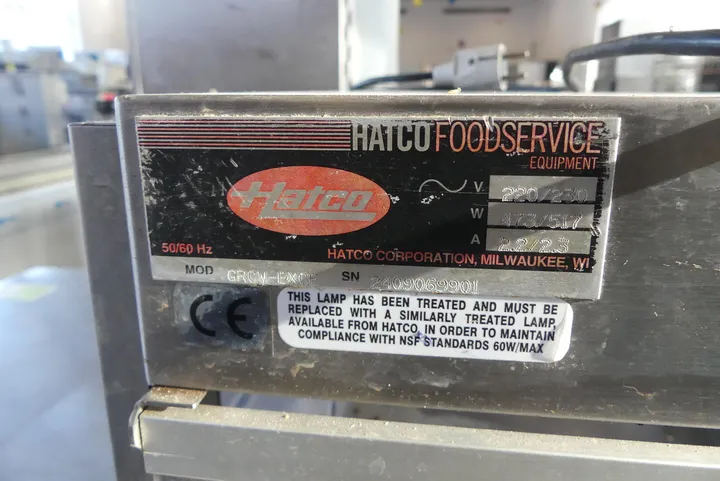 HATCO FOODSERVICE
EQUIPMENT
Hatco
V 220/230
W 473/517
A 2.2/2.3
50/60 Hz
HATCO CORPORATION, MILWAUKEE, WI
MOD SN 2409069901
CE
THIS LAMP HAS BEEN TREATED AND MUST BE
REPLACED WITH A SIMILARLY TREATED LAMP,
AVAILABLE FROM HATCO, IN ORDER TO MAINTAIN
COMPLIANCE WITH NSF STANDARDS 60W/MAX